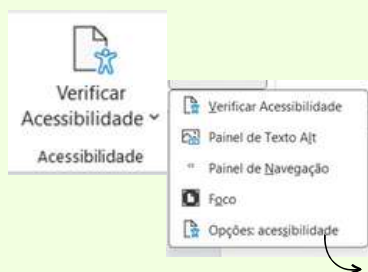 Verificar
Acessibilidade
Acessibilidade
Verificar Acessibilidade
Painel de Texto Alt
Painel de Navegação
Foco
Opções: acessibilidade